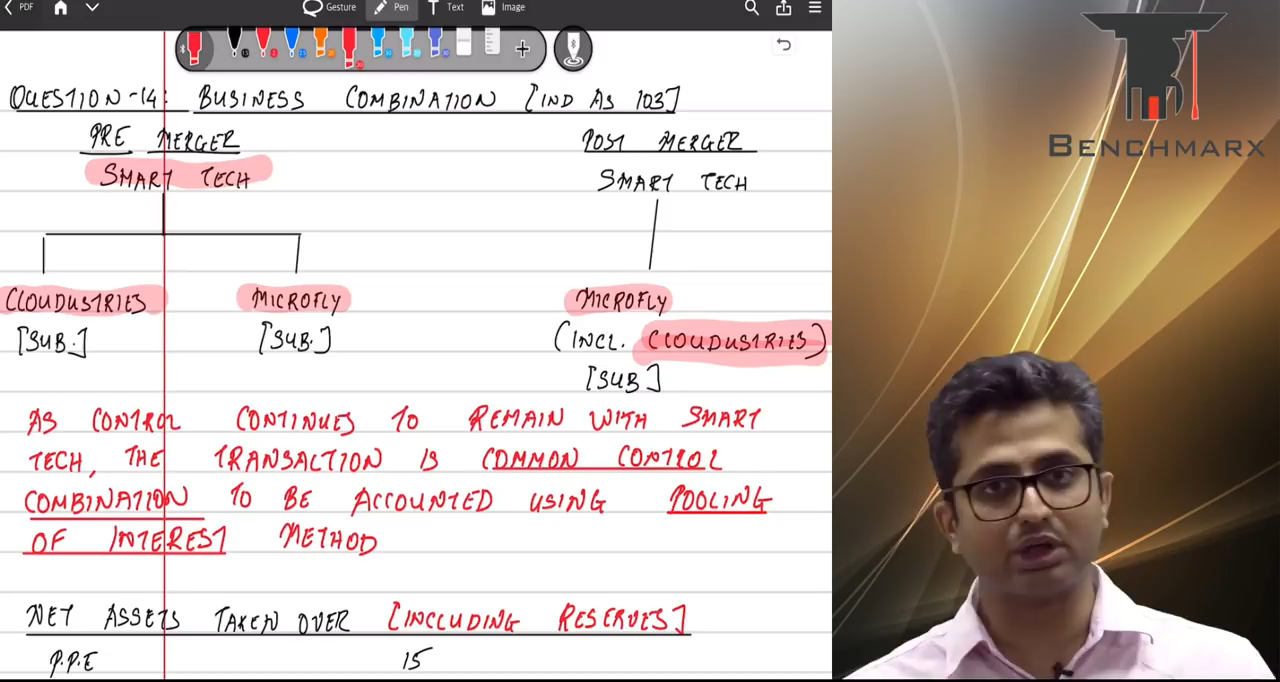 PDF
Gesture
Pen
Text
Image
QUESTION-14: BUSINESS COMBINATION [IND AS 103]
PRE MERGER
POST MERGER
SMART TECH
SMART TECH
CLOUDUSTRIES
MICROFLY
MICROFLY
[SUB.]
[SUB.]
(INCL. CLOUDUSTRIES)
[SUB]
AS CONTROL CONTINUES TO REMAIN WITH SMART
TECH, THE TRANSACTION IS COMMON CONTROL
COMBINATION TO BE ACCOUNTED USING POOLING
OF INTEREST METHOD
NET ASSETS TAKEN OVER [INCLUDING RESERVES]
P.P.E 15
BENCHMARX